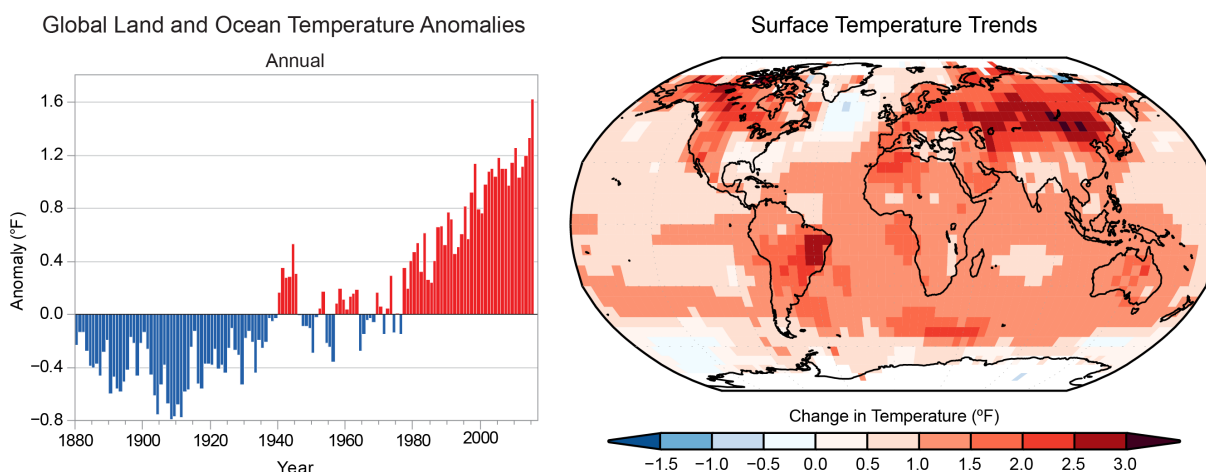 Global Land and Ocean Temperature Anomalies
Annual
Anomaly (°F)
1.6
1.2
0.8
0.4
0.0
−0.4
−0.8
1880 1900 1920 1940 1960 1980 2000
Year
Surface Temperature Trends
Change in Temperature (ºF)
−1.5 −1.0 −0.5 0.0 0.5 1.0 1.5 2.0 2.5 3.0